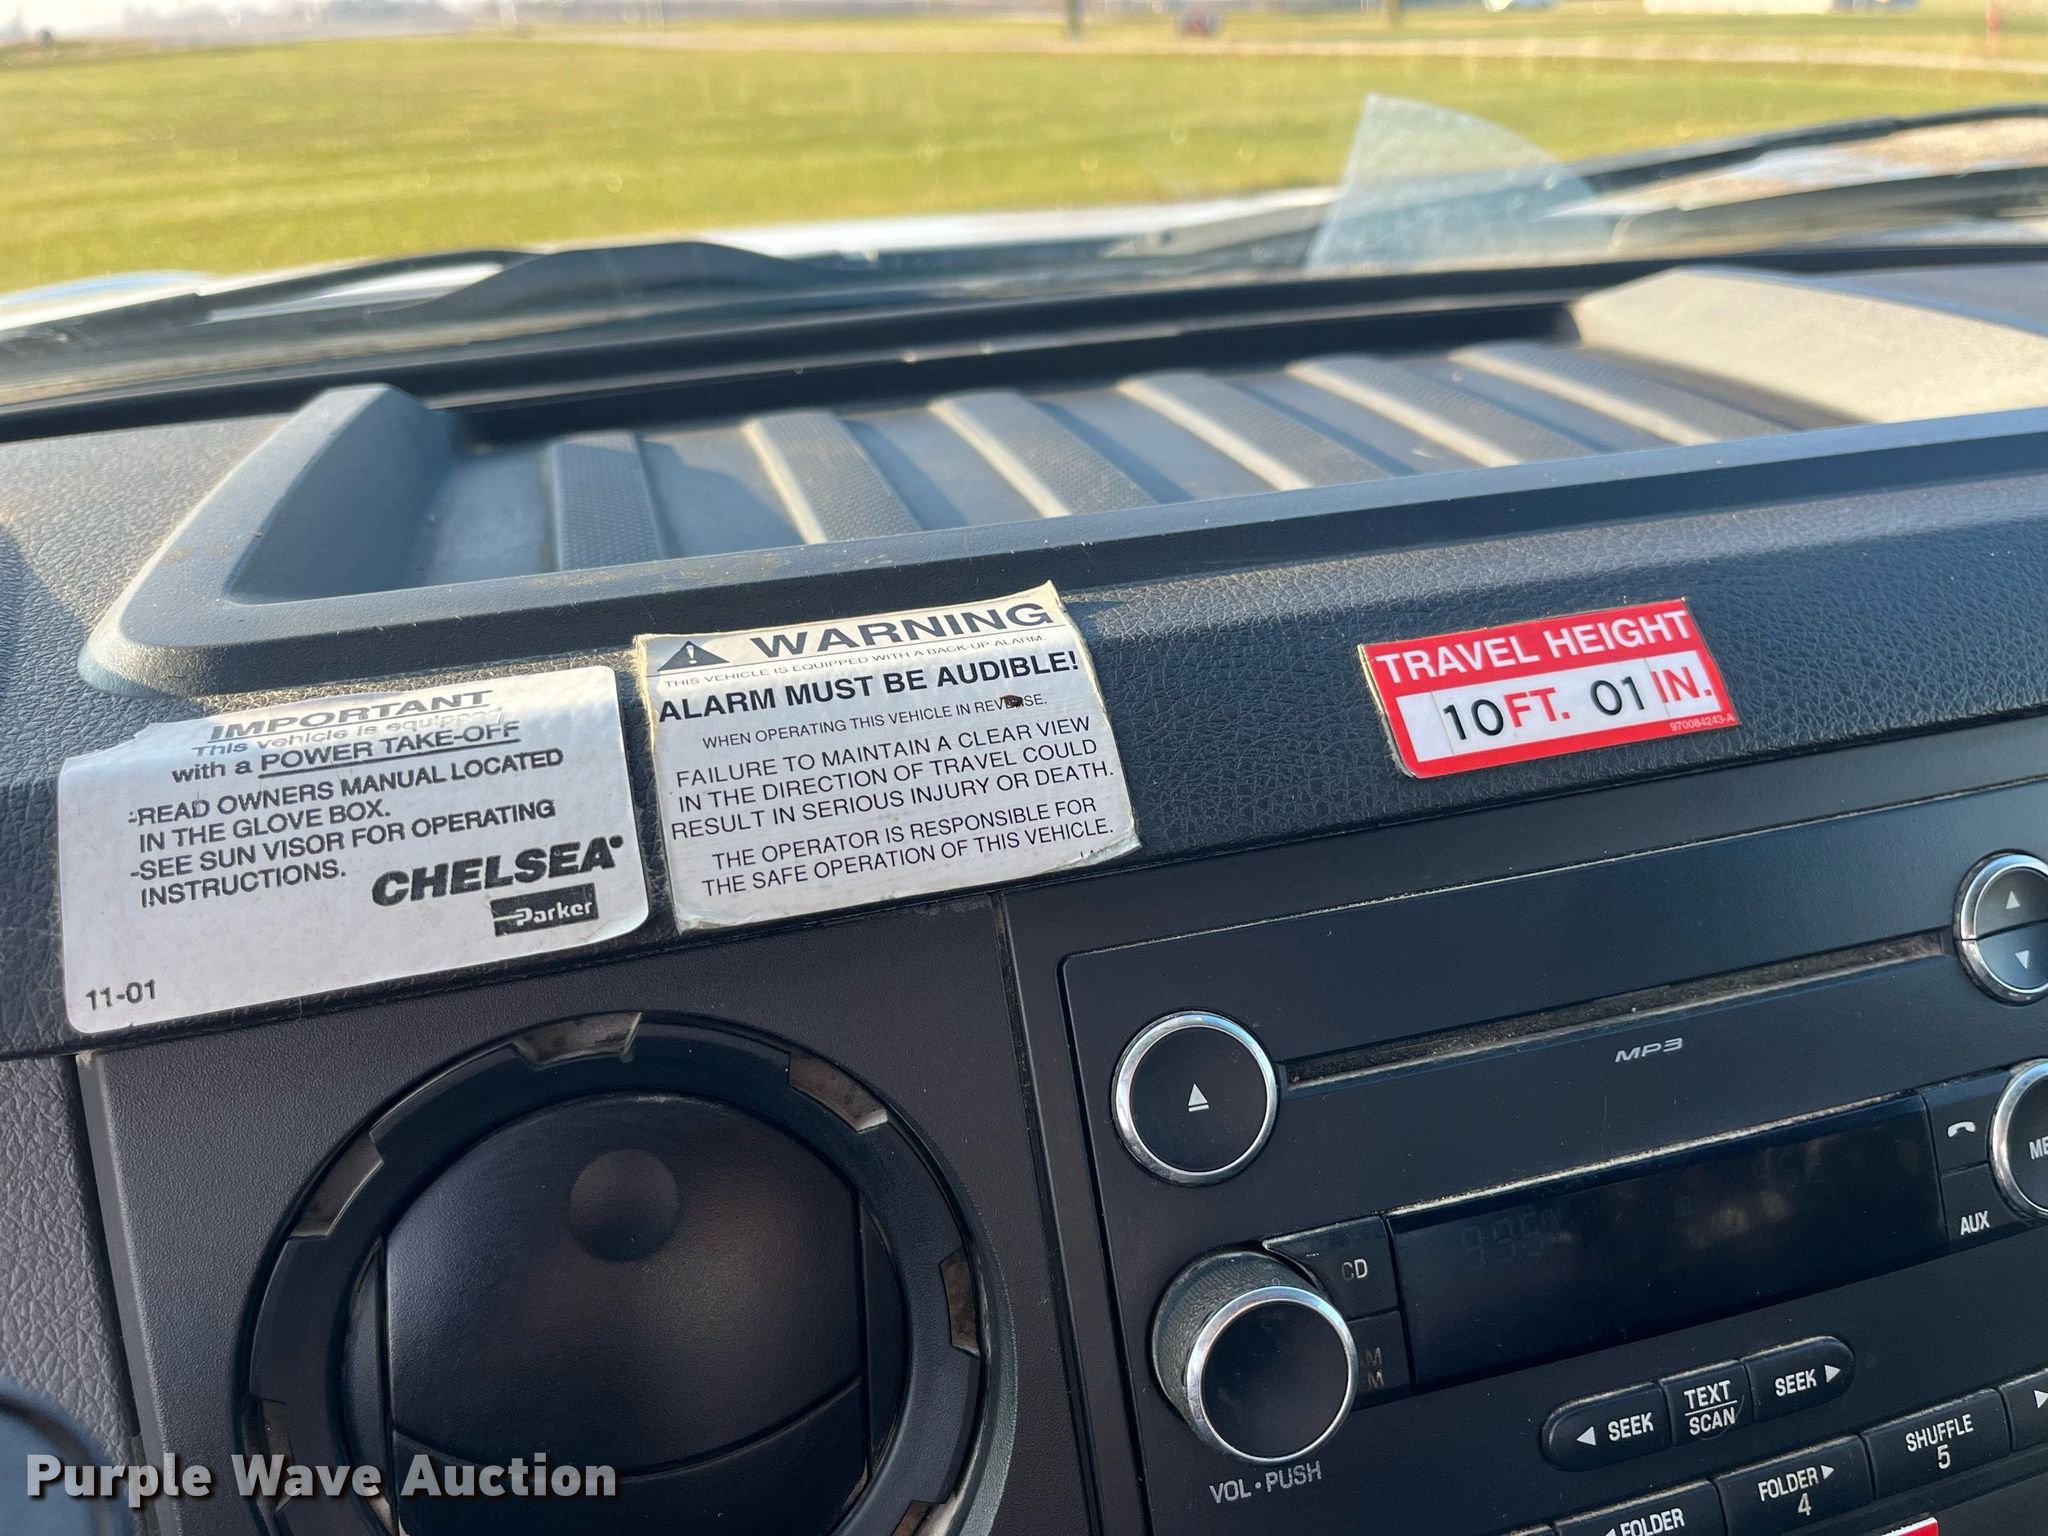 IMPORTANT
This vehicle is equipped
with a POWER TAKE-OFF
-READ OWNERS MANUAL LOCATED
IN THE GLOVE BOX.
-SEE SUN VISOR FOR OPERATING
INSTRUCTIONS.
CHELSEA
Parker
11-01
WARNING
THIS VEHICLE IS EQUIPPED WITH A BACK-UP ALARM.
ALARM MUST BE AUDIBLE!
WHEN OPERATING THIS VEHICLE IN REVERSE.
FAILURE TO MAINTAIN A CLEAR VIEW
IN THE DIRECTION OF TRAVEL COULD
RESULT IN SERIOUS INJURY OR DEATH.
THE OPERATOR IS RESPONSIBLE FOR
THE SAFE OPERATION OF THIS VEHICLE.
TRAVEL HEIGHT
10 FT. 01 IN.
970084243-A
MP3
AUX
CD
VOL • PUSH
SEEK
TEXT
SCAN
SEEK
SHUFFLE
5
FOLDER
4
FOLDER
Purple Wave Auction